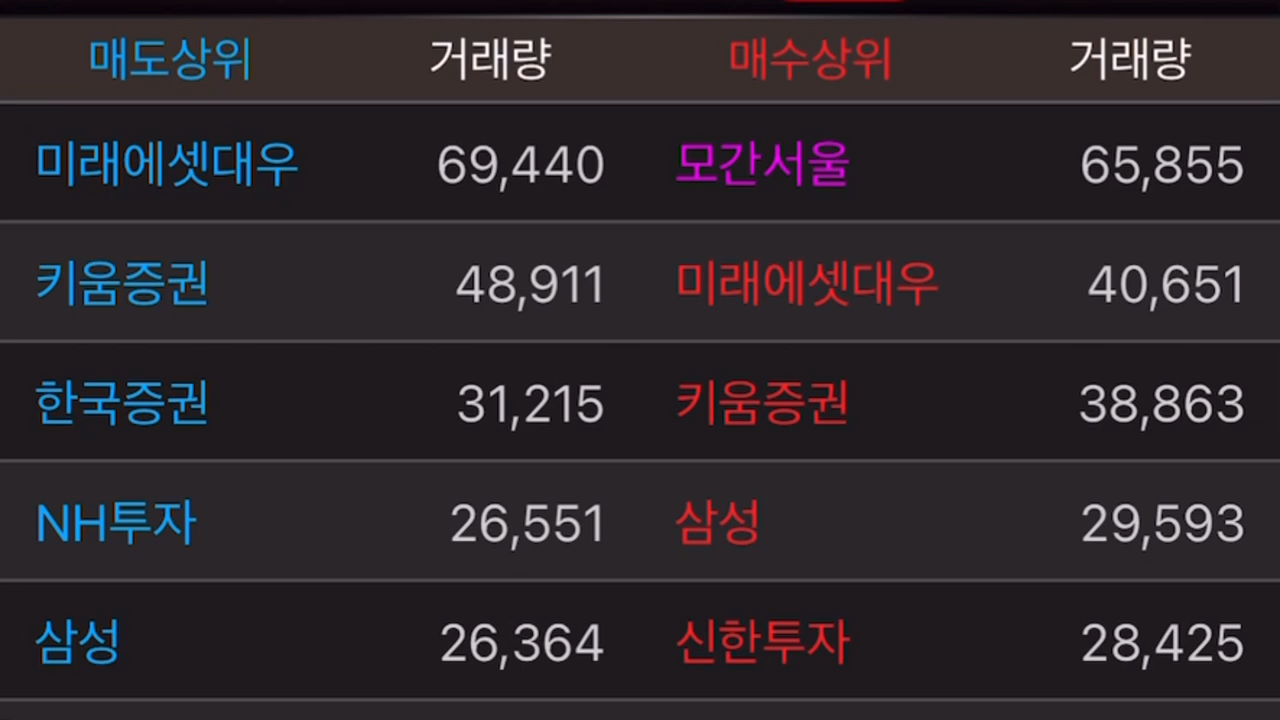 매도상위 거래량 매수상위 거래량
미래에셋대우 69,440 모간서울 65,855
키움증권 48,911 미래에셋대우 40,651
한국증권 31,215 키움증권 38,863
NH투자 26,551 삼성 29,593
삼성 26,364 신한투자 28,425